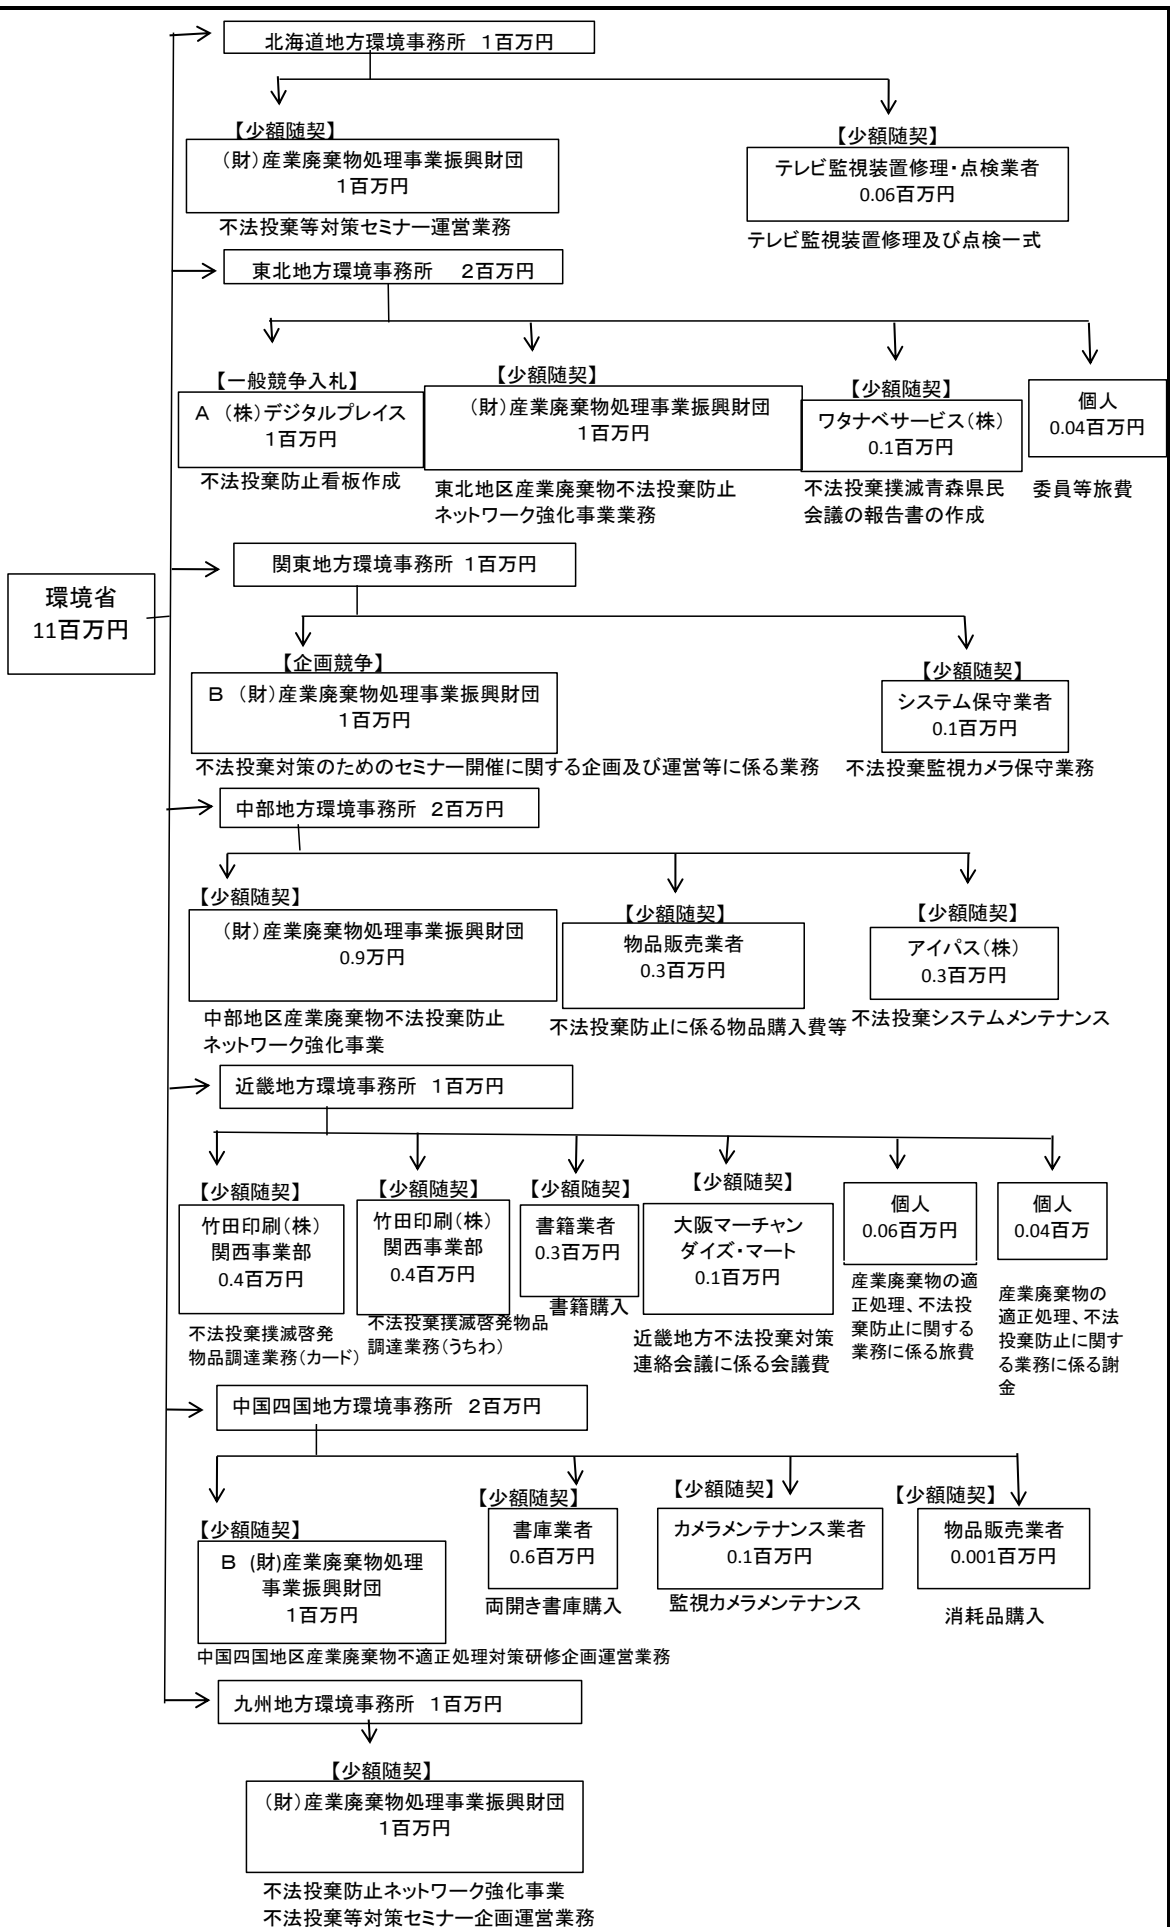 環境省
11百万円
北海道地方環境事務所 1百万円
【少額随契】
(財)産業廃棄物処理事業振興財団
1百万円
不法投棄等対策セミナー運営業務
【少額随契】
テレビ監視装置修理・点検業者
0.06百万円
テレビ監視装置修理及び点検一式
東北地方環境事務所 2百万円
【一般競争入札】
A (株)デジタルプレイス
1百万円
不法投棄防止看板作成
【少額随契】
(財)産業廃棄物処理事業振興財団
1百万円
東北地区産業廃棄物不法投棄防止
ネットワーク強化事業業務
【少額随契】
ワタナベサービス(株)
0.1百万円
不法投棄撲滅青森県民
会議の報告書の作成
個人
0.04百万円
委員等旅費
関東地方環境事務所 1百万円
【企画競争】
B (財)産業廃棄物処理事業振興財団
1百万円
不法投棄対策のためのセミナー開催に関する企画及び運営等に係る業務
【少額随契】
システム保守業者
0.1百万円
不法投棄監視カメラ保守業務
中部地方環境事務所 2百万円
【少額随契】
(財)産業廃棄物処理事業振興財団
0.9万円
中部地区産業廃棄物不法投棄防止
ネットワーク強化事業
【少額随契】
物品販売業者
0.3百万円
不法投棄防止に係る物品購入費等
【少額随契】
アイパス(株)
0.3百万円
不法投棄システムメンテナンス
近畿地方環境事務所 1百万円
【少額随契】
竹田印刷(株)
関西事業部
0.4百万円
不法投棄撲滅啓発
物品調達業務(カード)
【少額随契】
竹田印刷(株)
関西事業部
0.4百万円
不法投棄撲滅啓発物品
調達業務(うちわ)
【少額随契】
書籍業者
0.3百万円
書籍購入
【少額随契】
大阪マーチャン
ダイズ・マート
0.1百万円
近畿地方不法投棄対策
連絡会議に係る会議費
個人
0.06百万円
産業廃棄物の適
正処理、不法投
棄防止に関する
業務に係る旅費
個人
0.04百万
産業廃棄物の
適正処理、不法
投棄防止に関す
る業務に係る謝
金
中国四国地方環境事務所 2百万円
【少額随契】
B (財)産業廃棄物処理
事業振興財団
1百万円
中国四国地区産業廃棄物不適正処理対策研修企画運営業務
【少額随契】
書庫業者
0.6百万円
両開き書庫購入
【少額随契】
カメラメンテナンス業者
0.1百万円
監視カメラメンテナンス
【少額随契】
物品販売業者
0.001百万円
消耗品購入
九州地方環境事務所 1百万円
【少額随契】
(財)産業廃棄物処理事業振興財団
1百万円
不法投棄防止ネットワーク強化事業
不法投棄等対策セミナー企画運営業務